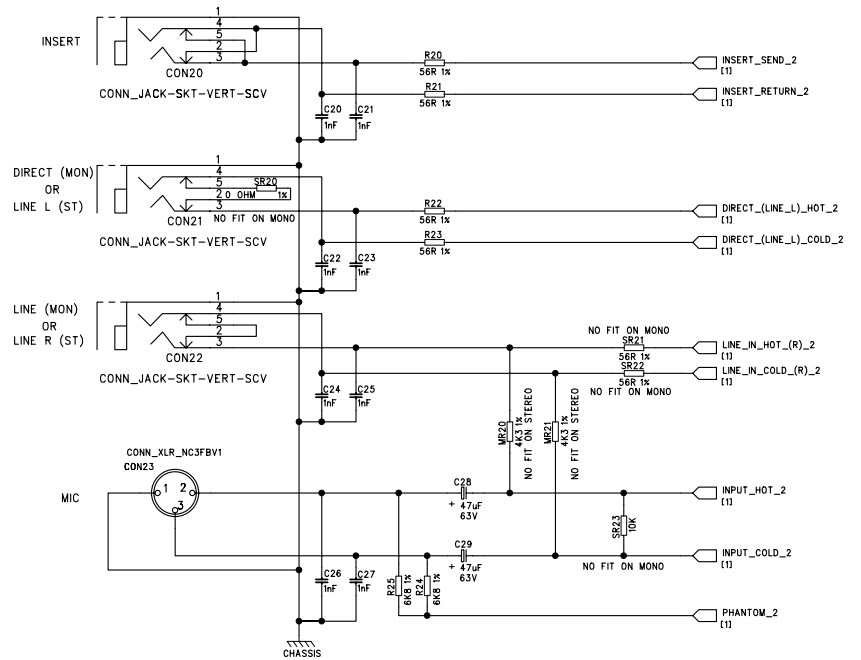 INSERT
1
4
5
2
3
CON20
CONN_JACK-SKT-VERT-SCV
C20
1nF
C21
1nF
R20
56R 1%
R21
56R 1%
INSERT_SEND_2
[1]
INSERT_RETURN_2
[1]
DIRECT (MON)
OR
LINE L (ST)
1
4
5
2
3
SR20
0 OHM 1%
CON21
NO FIT ON MONO
CONN_JACK-SKT-VERT-SCV
C22
1nF
C23
1nF
R22
56R 1%
R23
56R 1%
DIRECT_(LINE_L)_HOT_2
[1]
DIRECT_(LINE_L)_COLD_2
[1]
LINE (MON)
OR
LINE R (ST)
1
4
5
2
3
CON22
CONN_JACK-SKT-VERT-SCV
C24
1nF
C25
1nF
NO FIT ON MONO
SR21
56R 1%
SR22
56R 1%
NO FIT ON MONO
LINE_IN_HOT_(R)_2
[1]
LINE_IN_COLD_(R)_2
[1]
MR20
4K3 1%
NO FIT ON STEREO
MR21
4K3 1%
NO FIT ON STEREO
CONN_XLR_NC3FBV1
CON23
MIC
1
2
3
C28
+ 47uF
63V
C29
+ 47uF
63V
SR23
10K
NO FIT ON MONO
INPUT_HOT_2
[1]
INPUT_COLD_2
[1]
C26
1nF
C27
1nF
R25
6K8 1%
R24
6K8 1%
PHANTOM_2
[1]
CHASSIS